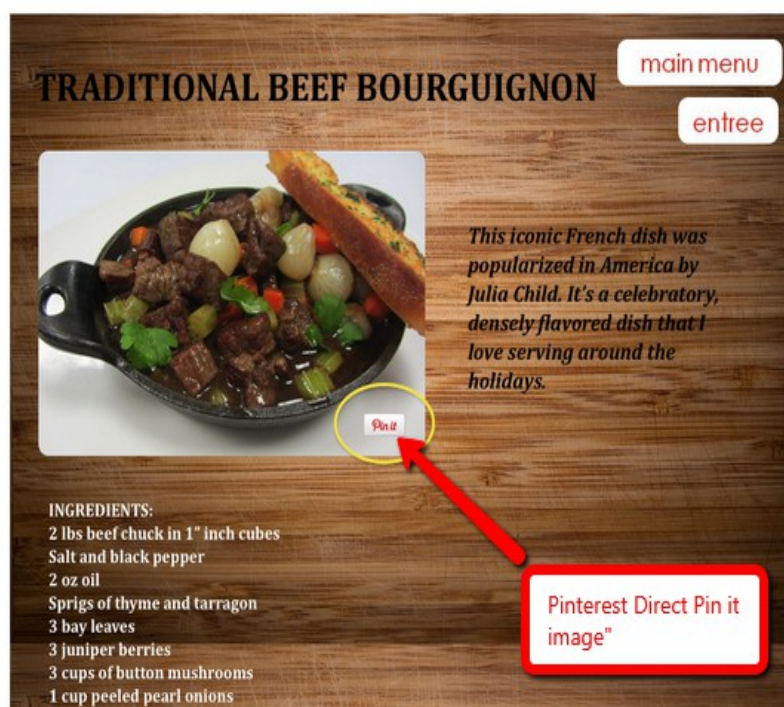 TRADITIONAL BEEF BOURGUIGNON
main menu
entree
This iconic French dish was
popularized in America by
Julia Child. It's a celebratory,
densely flavored dish that I
love serving around the
holidays.
Pin it
INGREDIENTS:
2 lbs beef chuck in 1" inch cubes
Salt and black pepper
2 oz oil
Sprigs of thyme and tarragon
3 bay leaves
3 juniper berries
3 cups of button mushrooms
1 cup peeled pearl onions
Pinterest Direct Pin it
image"